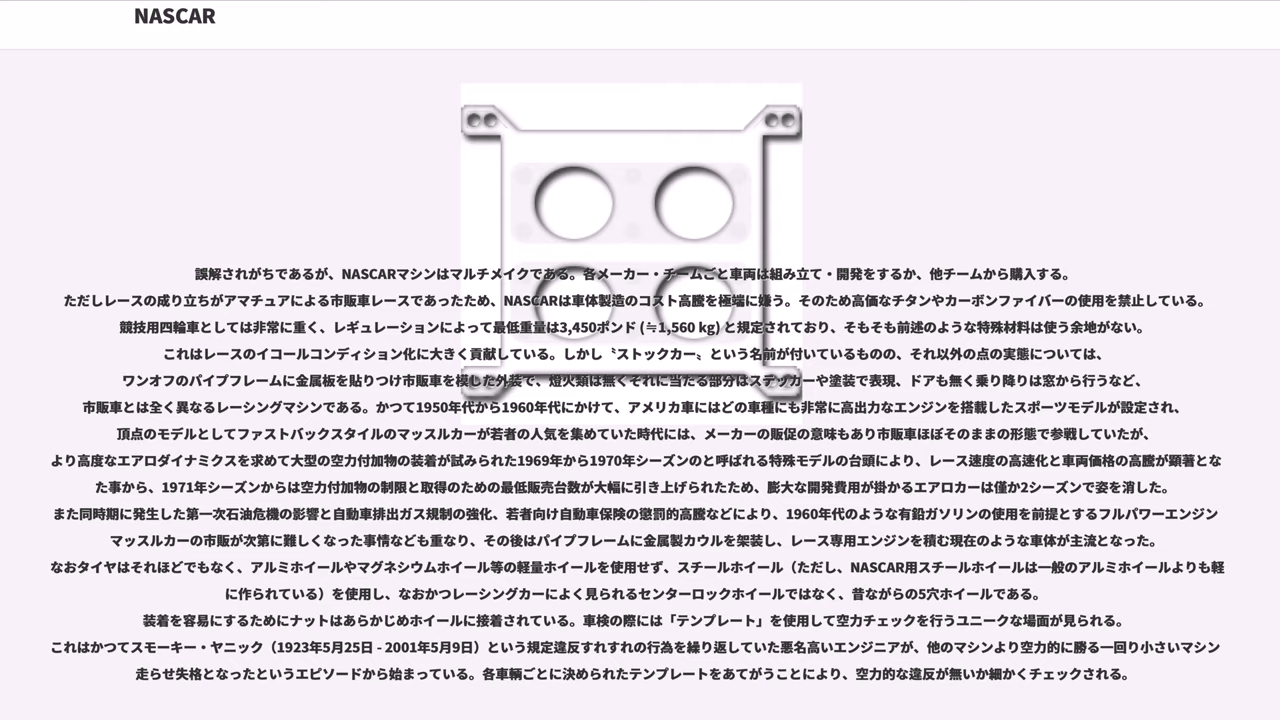 NASCAR
誤解されがちであるが、NASCARマシンはマルチメイクである。各メーカー・チームごと車両は組み立て・開発をするか、他チームから購入する。
ただしレースの成り立ちがアマチュアによる市販車レースであったため、NASCARは車体製造のコスト高騰を極端に嫌う。そのため高価なチタンやカーボンファイバーの使用を禁止している。
競技用四輪車としては非常に重く、レギュレーションによって最低重量は3,450ポンド (≒1,560 kg) と規定されており、そもそも前述のような特殊材料は使う余地がない。
これはレースのイコールコンディション化に大きく貢献している。しかし〝ストックカー〟という名前が付いているものの、それ以外の点の実態については、
ワンオフのパイプフレームに金属板を貼りつけ市販車を模した外装で、燈火類は無くそれに当たる部分はステッカーや塗装で表現、ドアも無く乗り降りは窓から行うなど、
市販車とは全く異なるレーシングマシンである。かつて1950年代から1960年代にかけて、アメリカ車にはどの車種にも非常に高出力なエンジンを搭載したスポーツモデルが設定され、
頂点のモデルとしてファストバックスタイルのマッスルカーが若者の人気を集めていた時代には、メーカーの販促の意味もあり市販車ほぼそのままの形態で参戦していたが、
より高度なエアロダイナミクスを求めて大型の空力付加物の装着が試みられた1969年から1970年シーズンのと呼ばれる特殊モデルの台頭により、レース速度の高速化と車両価格の高騰が顕著とな
た事から、1971年シーズンからは空力付加物の制限と取得のための最低販売台数が大幅に引き上げられたため、膨大な開発費用が掛かるエアロカーは僅か2シーズンで姿を消した。
また同時期に発生した第一次石油危機の影響と自動車排出ガス規制の強化、若者向け自動車保険の懲罰的高騰などにより、1960年代のような有鉛ガソリンの使用を前提とするフルパワーエンジン
マッスルカーの市販が次第に難しくなった事情なども重なり、その後はパイプフレームに金属製カウルを架装し、レース専用エンジンを積む現在のような車体が主流となった。
なおタイヤはそれほどでもなく、アルミホイールやマグネシウムホイール等の軽量ホイールを使用せず、スチールホイール（ただし、NASCAR用スチールホイールは一般のアルミホイールよりも軽
に作られている）を使用し、なおかつレーシングカーによく見られるセンターロックホイールではなく、昔ながらの5穴ホイールである。
装着を容易にするためにナットはあらかじめホイールに接着されている。車検の際には「テンプレート」を使用して空力チェックを行うユニークな場面が見られる。
これはかつてスモーキー・ヤニック（1923年5月25日 - 2001年5月9日）という規定違反すれすれの行為を繰り返していた悪名高いエンジニアが、他のマシンより空力的に勝る一回り小さいマシン
走らせ失格となったというエピソードから始まっている。各車輌ごとに決められたテンプレートをあてがうことにより、空力的な違反が無いか細かくチェックされる。